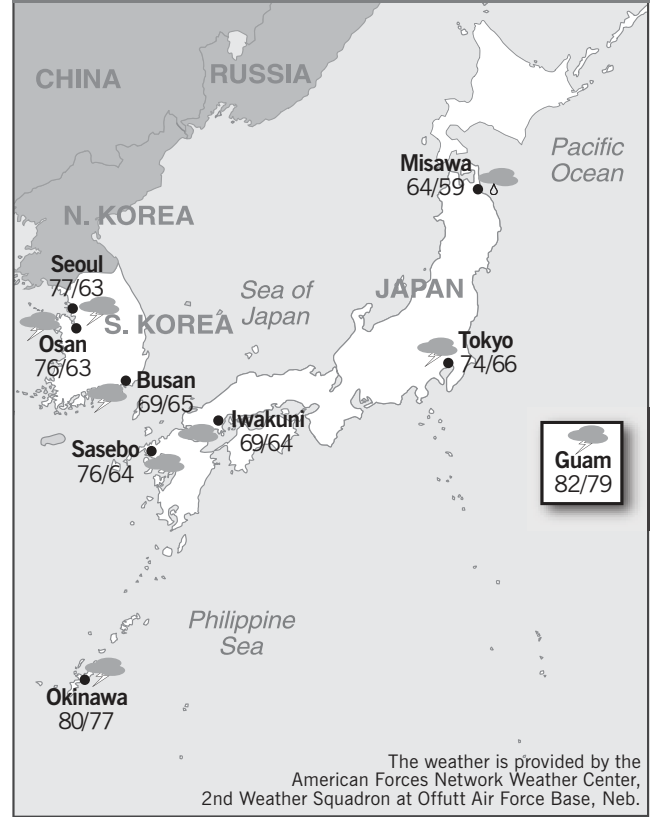 CHINA
RUSSIA
Pacific
Ocean
Misawa
64/59
N. KOREA
Seoul
77/63
Sea of
Japan
JAPAN
S. KOREA
Osan
76/63
Tokyo
74/66
Busan
69/65
Iwakuni
69/64
Sasebo
76/64
Guam
82/79
Philippine
Sea
Okinawa
80/77
The weather is provided by the
American Forces Network Weather Center,
2nd Weather Squadron at Offutt Air Force Base, Neb.